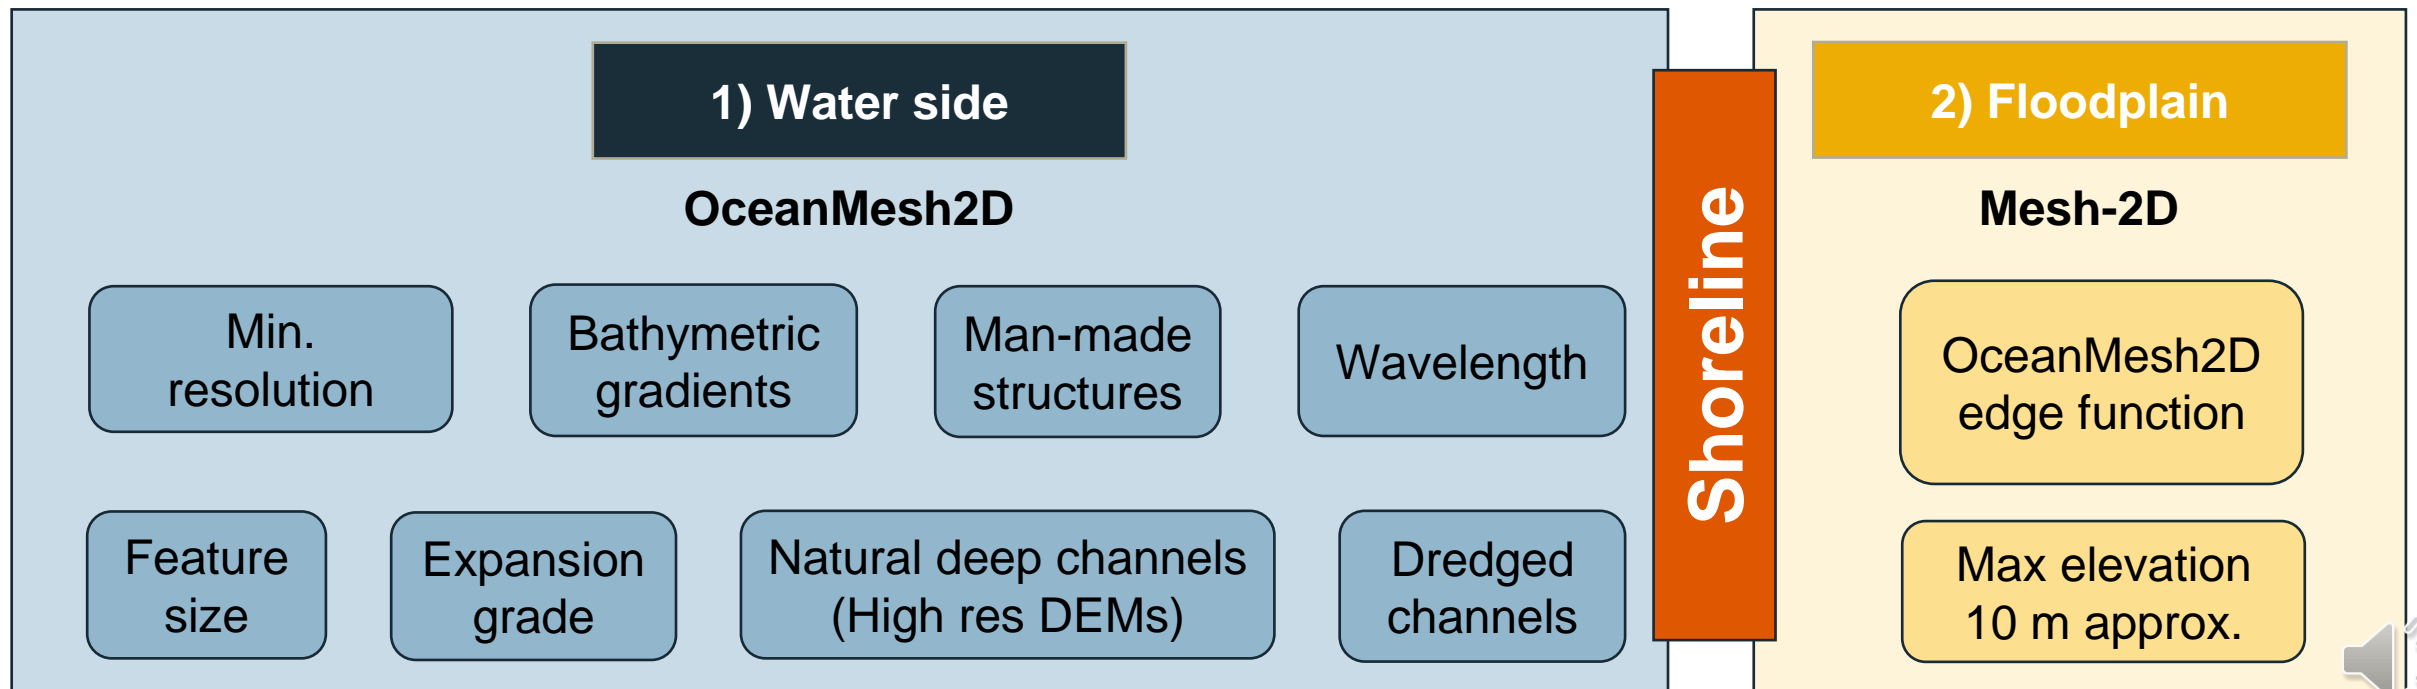 1) Water side
OceanMesh2D
Min.
resolution
Bathymetric
gradients
Man-made
structures
Wavelength
Feature
size
Expansion
grade
Natural deep channels
(High res DEMs)
Dredged
channels
Shoreline
2) Floodplain
Mesh-2D
OceanMesh2D
edge function
Max elevation
10 m approx.